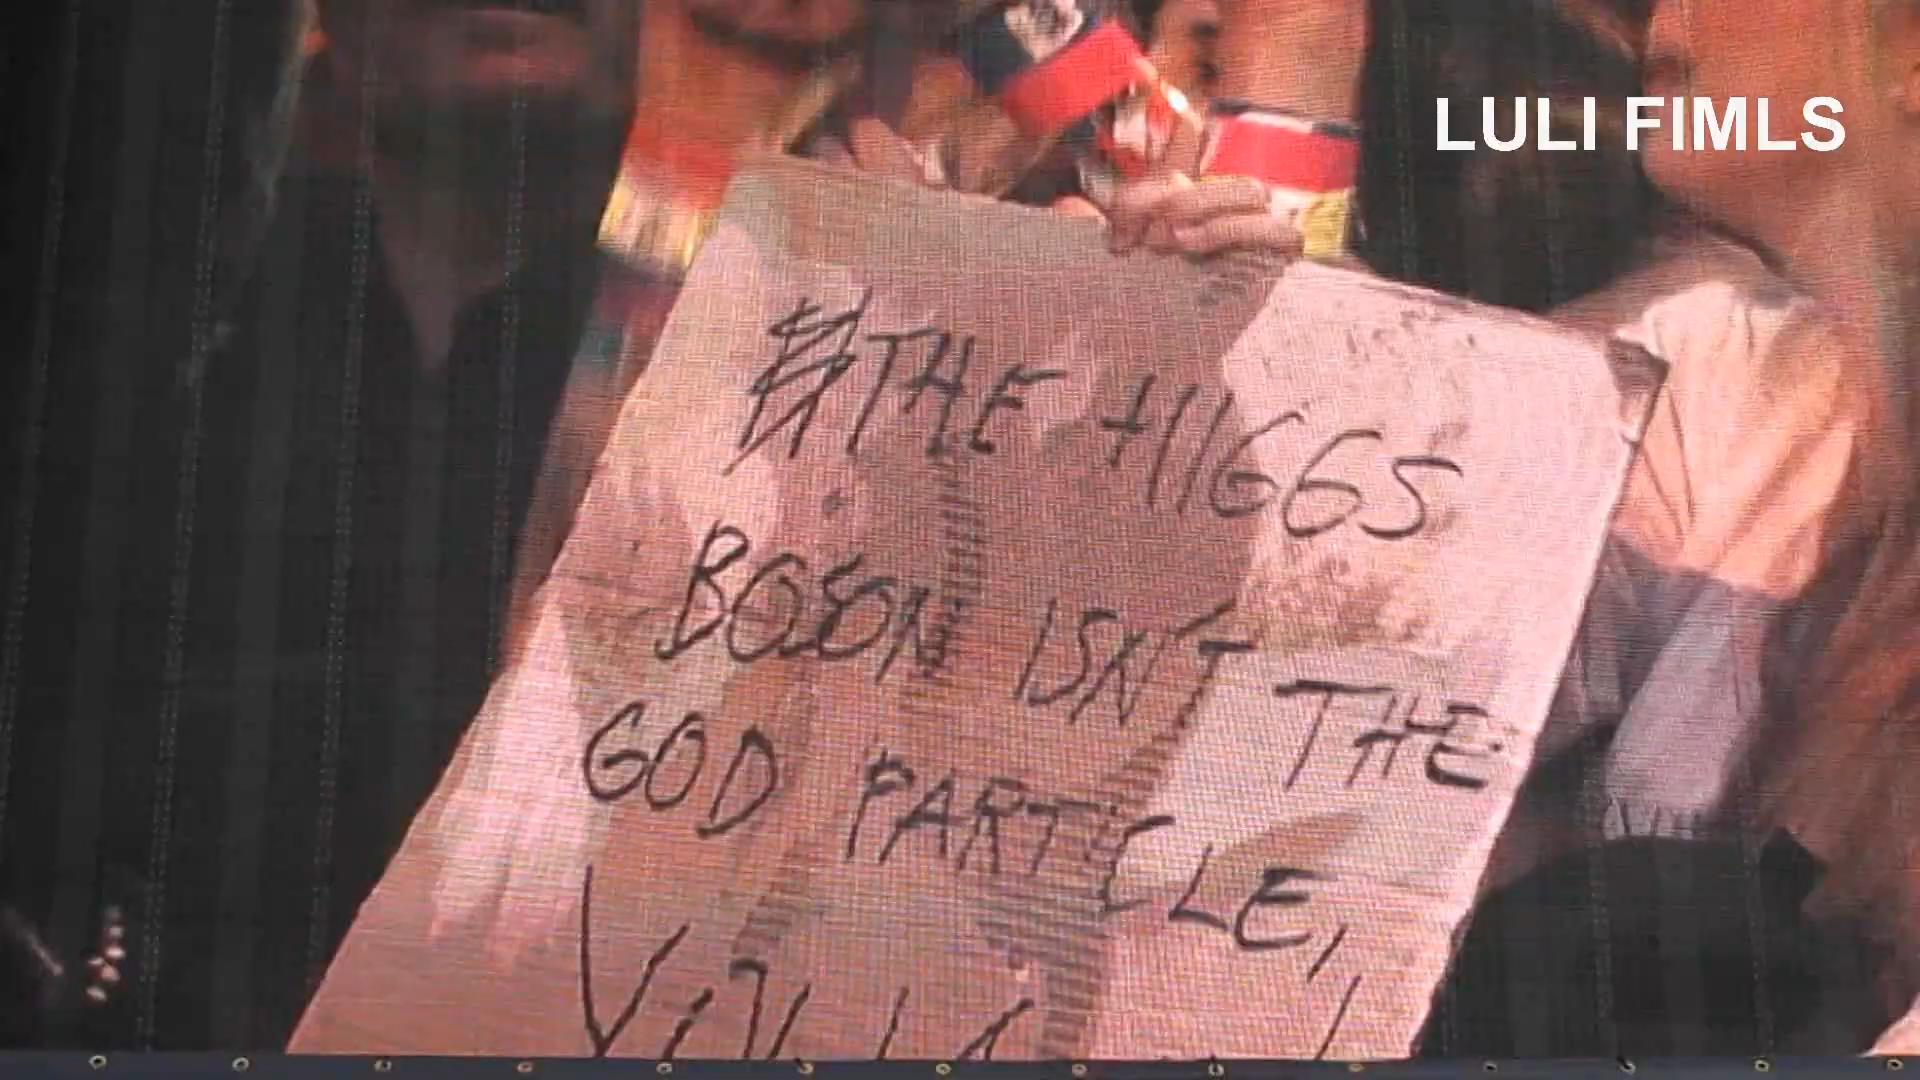 LULI FIMLS
THE HIGGS
BOSON ISN'T THE
GOD PARTICLE,